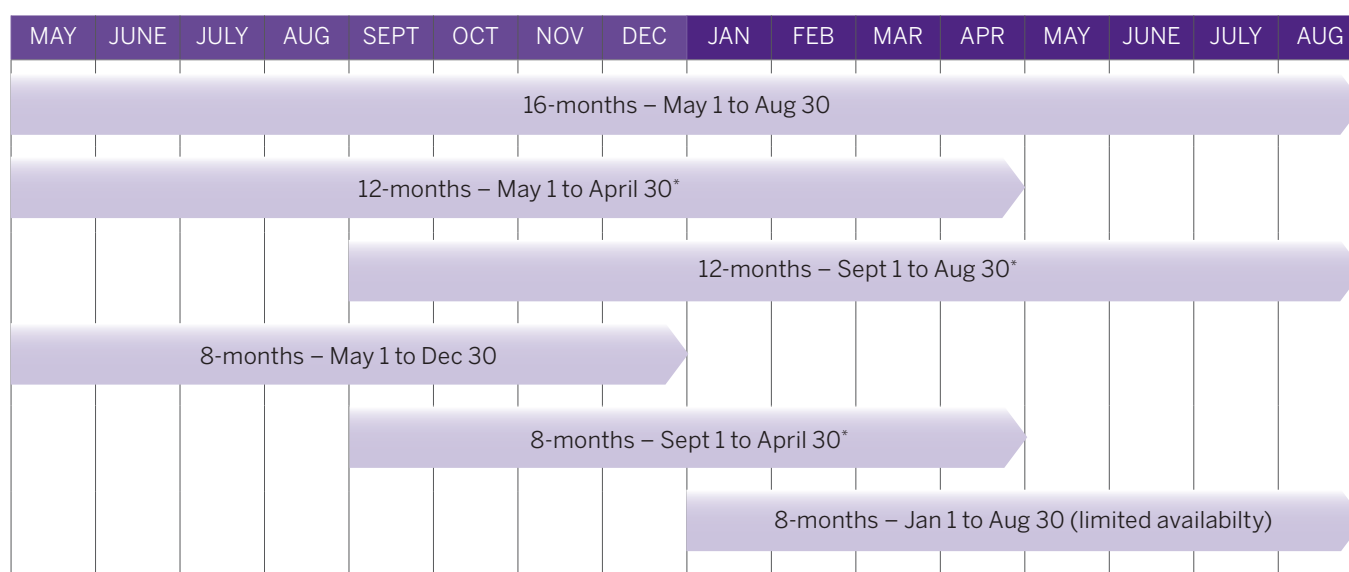 MAY JUNE JULY AUG SEPT OCT NOV DEC JAN FEB MAR APR MAY JUNE JULY AUG
16-months – May 1 to Aug 30
12-months – May 1 to April 30*
12-months – Sept 1 to Aug 30*
8-months – May 1 to Dec 30
8-months – Sept 1 to April 30*
8-months – Jan 1 to Aug 30 (limited availabilty)